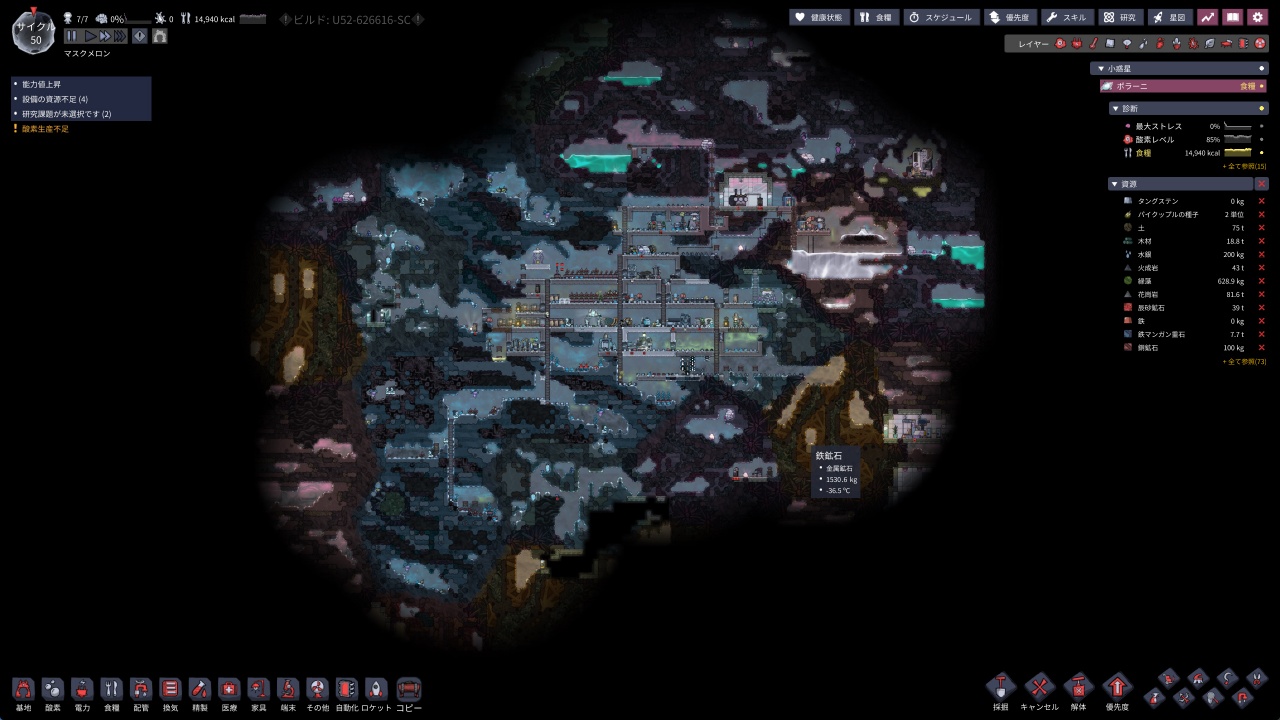 サイクル
50
7/7
0%
0
14,940 kcal
ビルド: U52-626616-SC
マスクメロン
能力値上昇
設備の資源不足 (4)
研究課題が未選択です (2)
酸素生産不足
健康状態
食糧
スケジュール
優先度
スキル
研究
星図
レイヤー
小惑星
ボラーニ 食糧
診断
最大ストレス 0%
酸素レベル 85%
食糧 14,940 kcal
+ 全て参照(15)
資源
タングステン 0 kg
パイクップルの種子 2 単位
土 75 t
木材 18.8 t
水銀 200 kg
火成岩 43 t
緑藻 628.9 kg
花崗岩 81.6 t
辰砂鉱石 39 t
鉄 0 kg
鉄マンガン重石 7.7 t
銅鉱石 100 kg
+ 全て参照(73)
鉄鉱石
金属鉱石
1530.6 kg
-36.5 ℃
基地
酸素
電力
食糧
配管
換気
精製
医療
家具
端末
その他
自動化
ロケット
コピー
採掘
キャンセル
解体
優先度